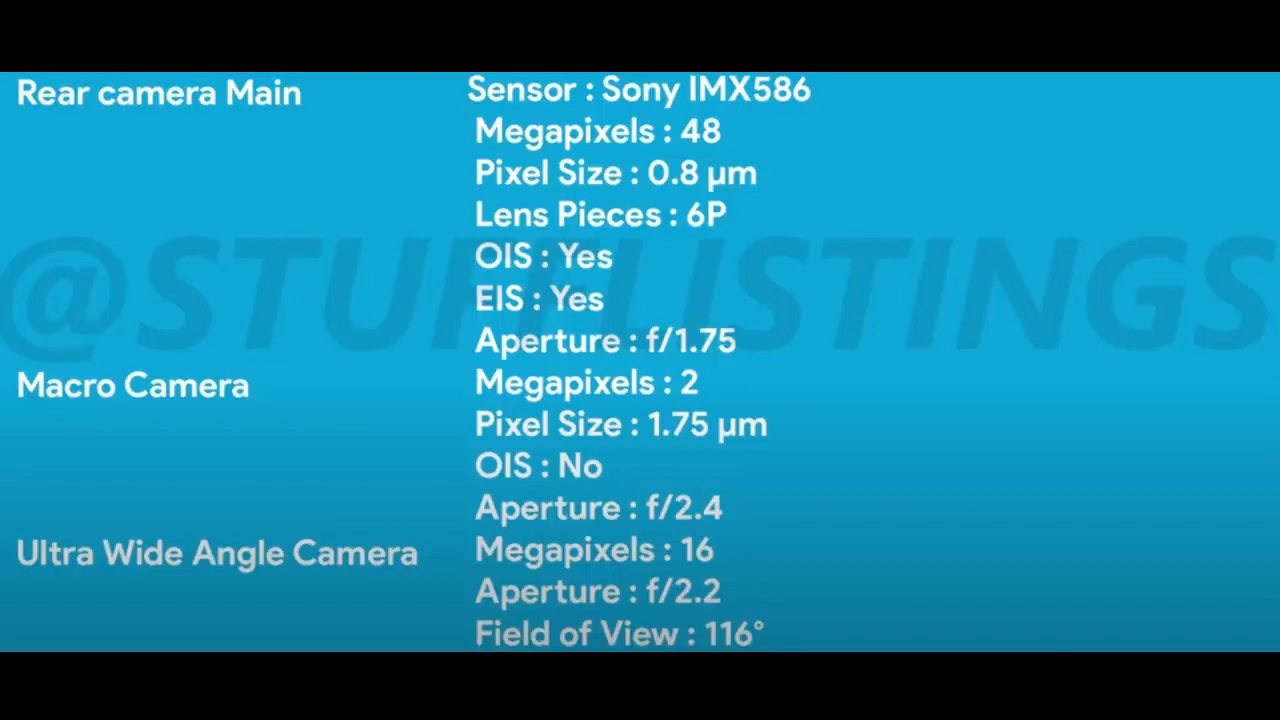 Rear camera Main Sensor : Sony IMX586
Megapixels : 48
Pixel Size : 0.8 µm
Lens Pieces : 6P
OIS : Yes
@STUFFLISTINGS
EIS : Yes
Aperture : f/1.75
Macro Camera Megapixels : 2
Pixel Size : 1.75 µm
OIS : No
Aperture : f/2.4
Ultra Wide Angle Camera Megapixels : 16
Aperture : f/2.2
Field of View : 116°